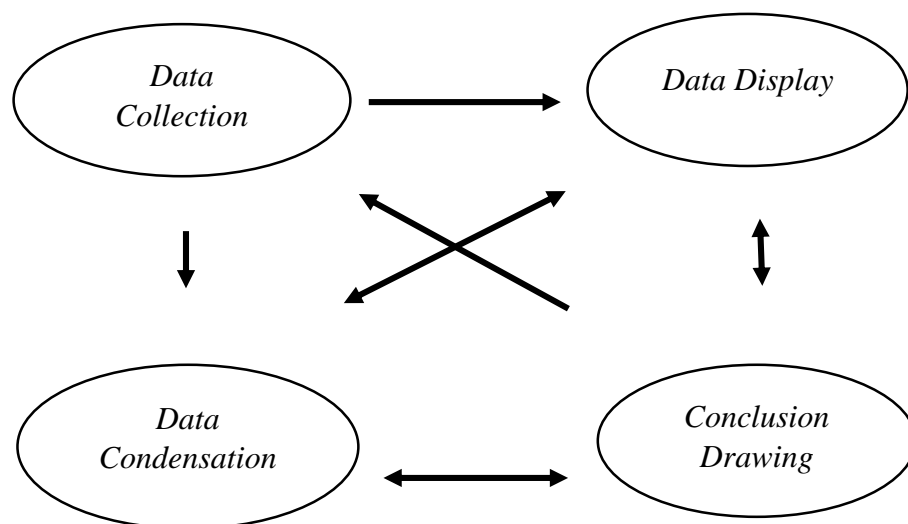 Data
Collection
Data Display
Data
Condensation
Conclusion
Drawing